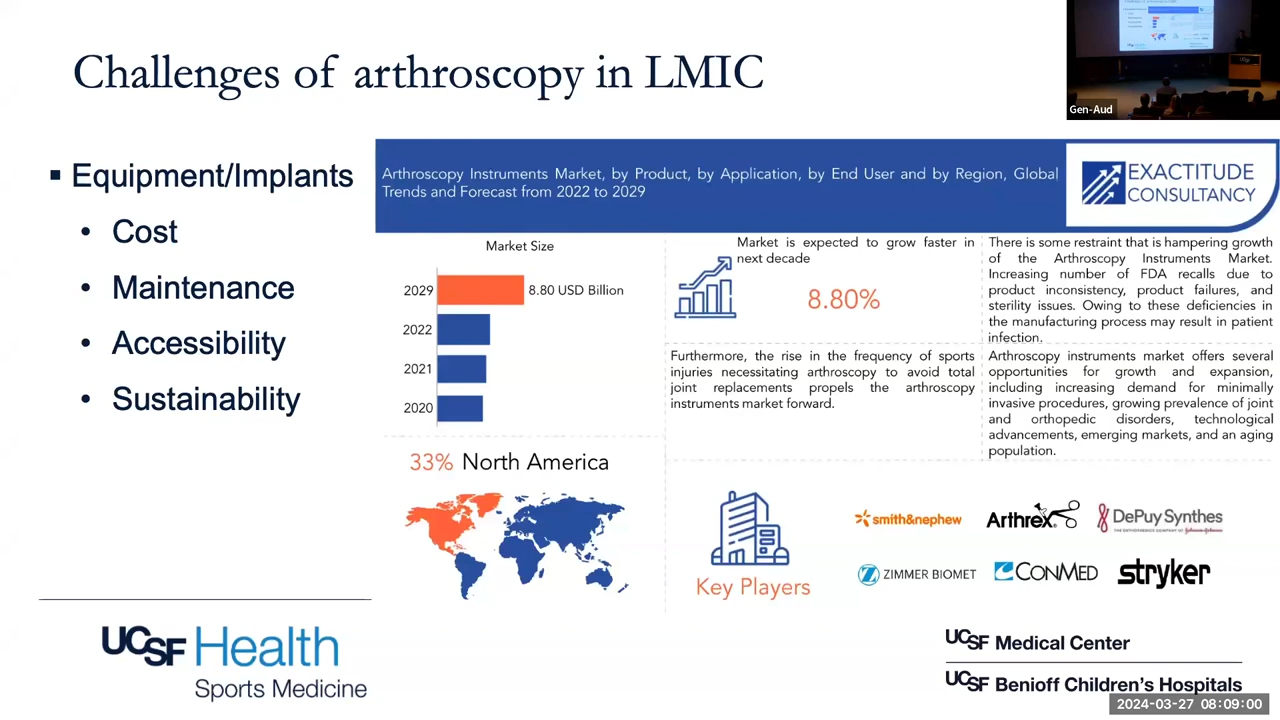 Challenges of arthroscopy in LMIC
Gen-Aud
▪ Equipment/Implants
• Cost
• Maintenance
• Accessibility
• Sustainability
Arthroscopy Instruments Market, by Product, by Application, by End User and by Region, Global
Trends and Forecast from 2022 to 2029
EXACTITUDE
CONSULTANCY
Market Size
2029
8.80 USD Billion
2022
2021
2020
33% North America
Market is expected to grow faster in
next decade
8.80%
There is some restraint that is hampering growth
of the Arthroscopy Instruments Market.
Increasing number of FDA recalls due to
product inconsistency, product failures, and
sterility issues. Owing to these deficiencies in
the manufacturing process may result in patient
infection.
Furthermore, the rise in the frequency of sports
injuries necessitating arthroscopy to avoid total
joint replacements propels the arthroscopy
instruments market forward.
Arthroscopy instruments market offers several
opportunities for growth and expansion,
including increasing demand for minimally
invasive procedures, growing prevalence of joint
and orthopedic disorders, technological
advancements, emerging markets, and an aging
population.
Key Players
smith&nephew
Arthrex
DePuy Synthes
ZIMMER BIOMET
CONMED
stryker
UCSF Health
Sports Medicine
UCSF Medical Center
UCSF Benioff Children's Hospitals
2024-03-27 08:09:00